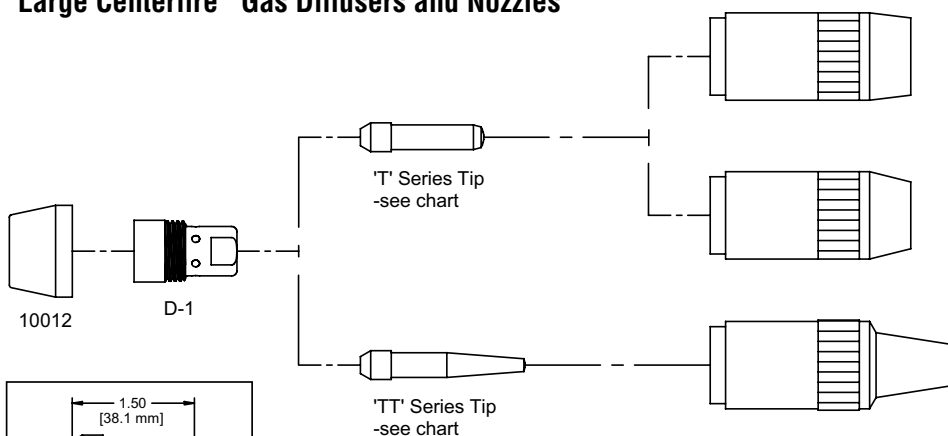 Large Centerfire Gas Diffusers and Nozzles
'T' Series Tip
-see chart
10012
D-1
1.50
[38.1 mm]
'TT' Series Tip
-see chart